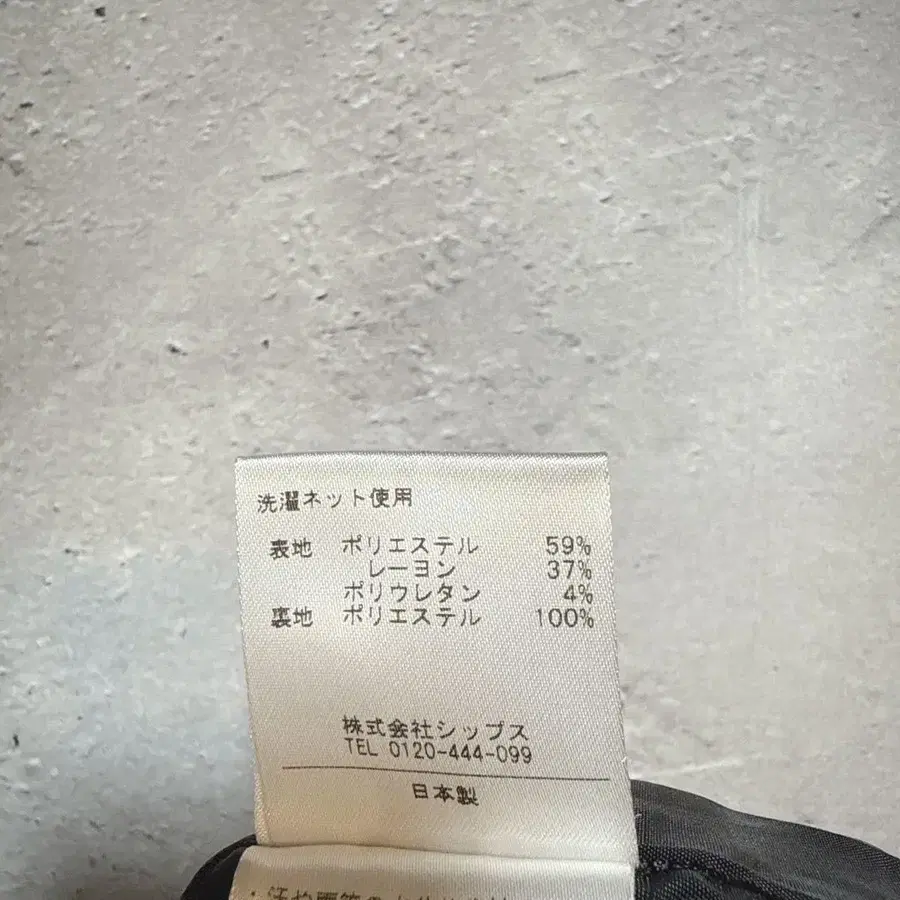 洗濯ネット使用
表地 ポリエステル 59%
レーヨン 37%
ポリウレタン 4%
裏地 ポリエステル 100%
株式会社シップス
TEL 0120-444-099
日本製